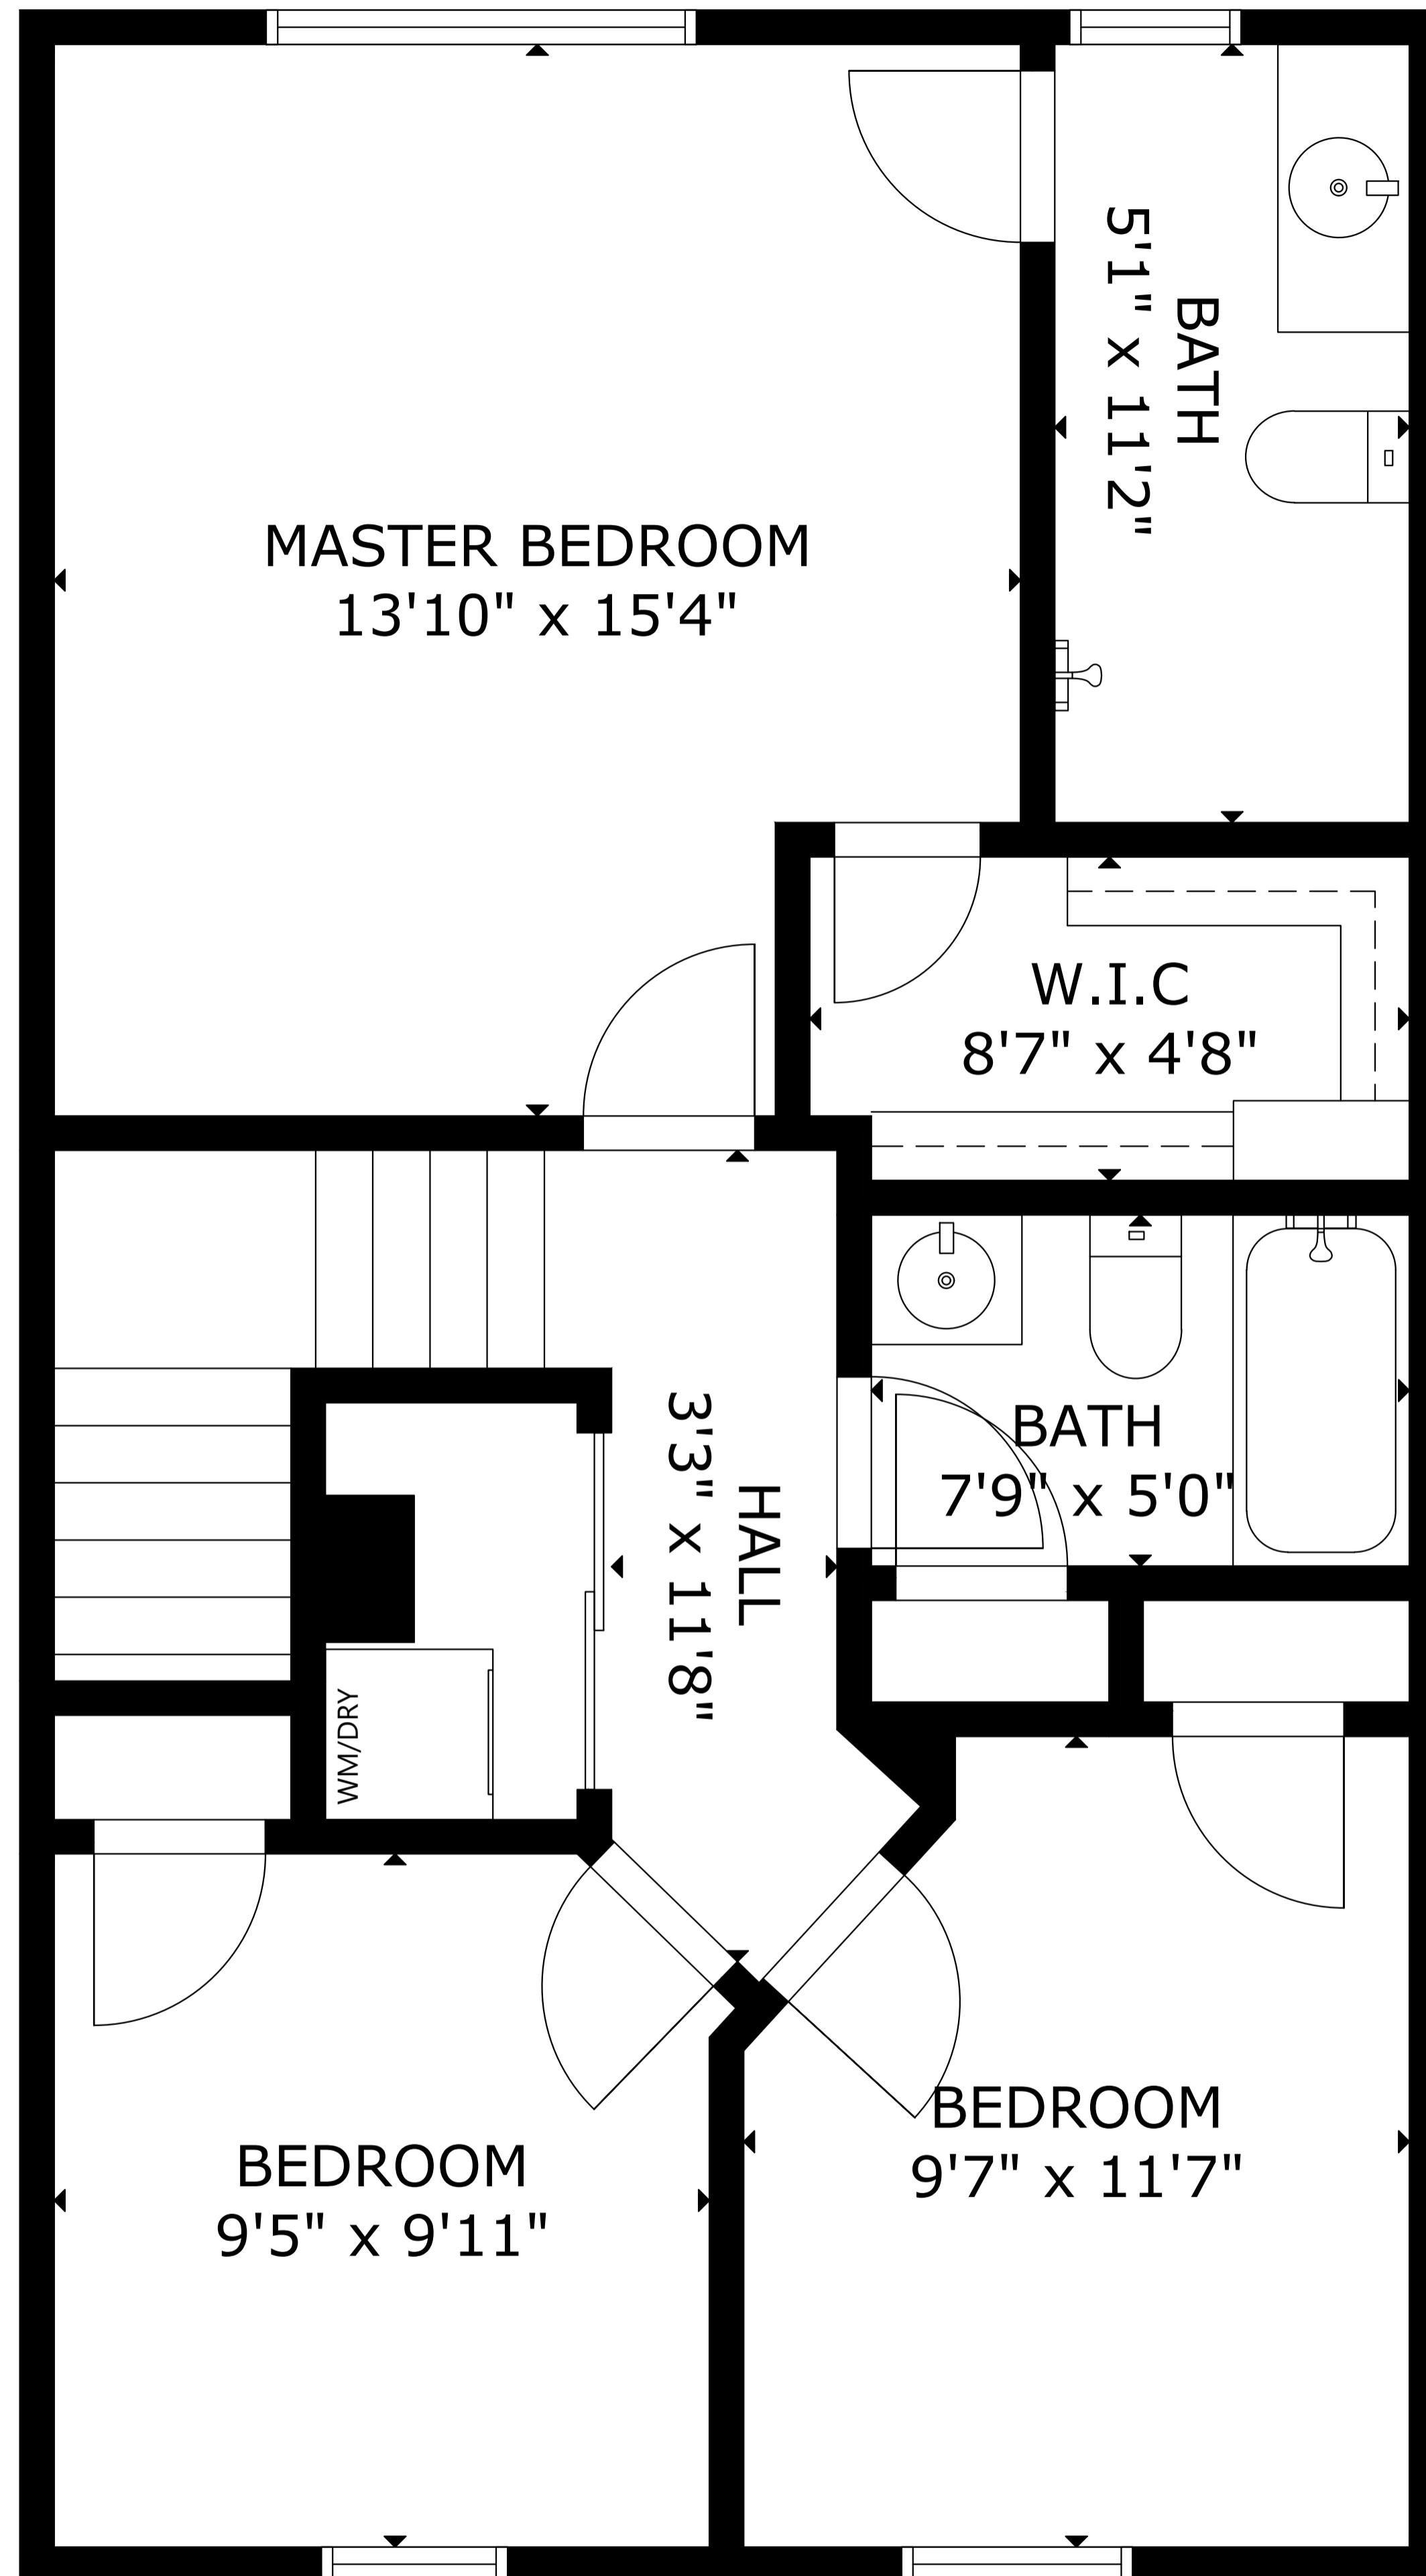 BATH
5'1" x 11'2"
MASTER BEDROOM
13'10" x 15'4"
W.I.C
8'7" x 4'8"
BATH
7'9" x 5'0"
HALL
3'3" x 11'8"
WM/DRY
BEDROOM
9'7" x 11'7"
BEDROOM
9'5" x 9'11"